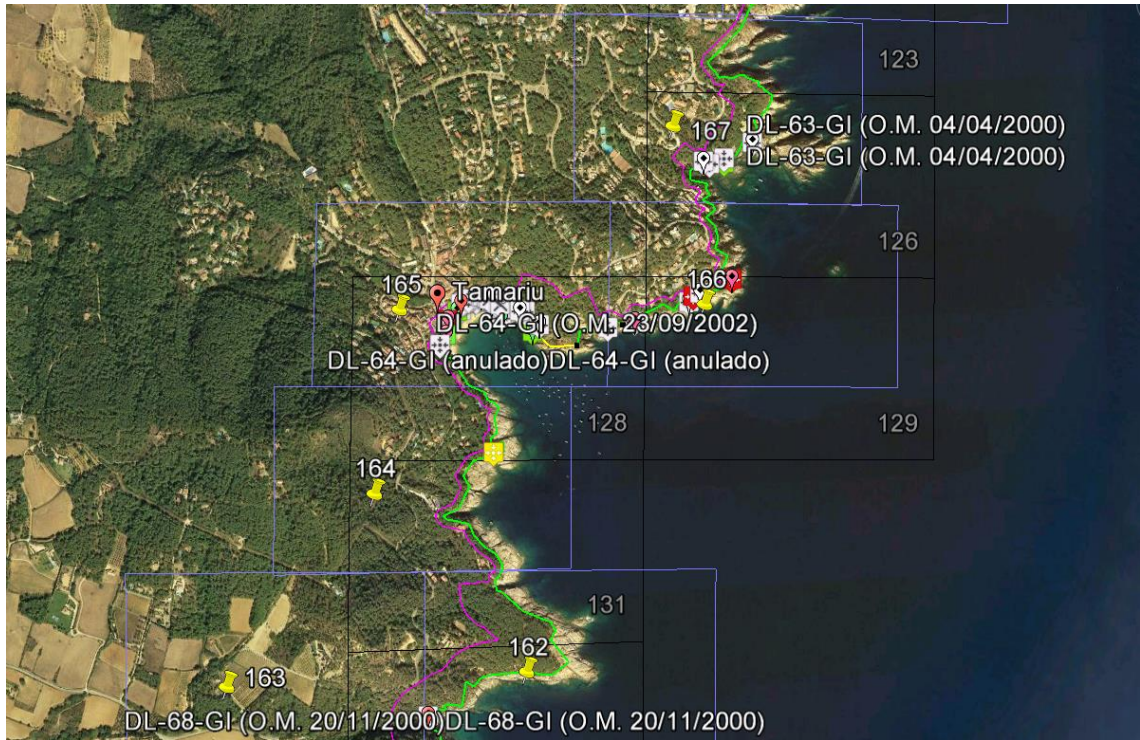 123
167
DL-63-GI (O.M. 04/04/2000)
DL-63-GI (O.M. 04/04/2000)
126
166
165
Tamariu
DL-64-GI (O.M. 23/09/2002)
DL-64-GI (anulado)DL-64-GI (anulado)
128
129
164
131
162
163
DL-68-GI (O.M. 20/11/2000)DL-68-GI (O.M. 20/11/2000)